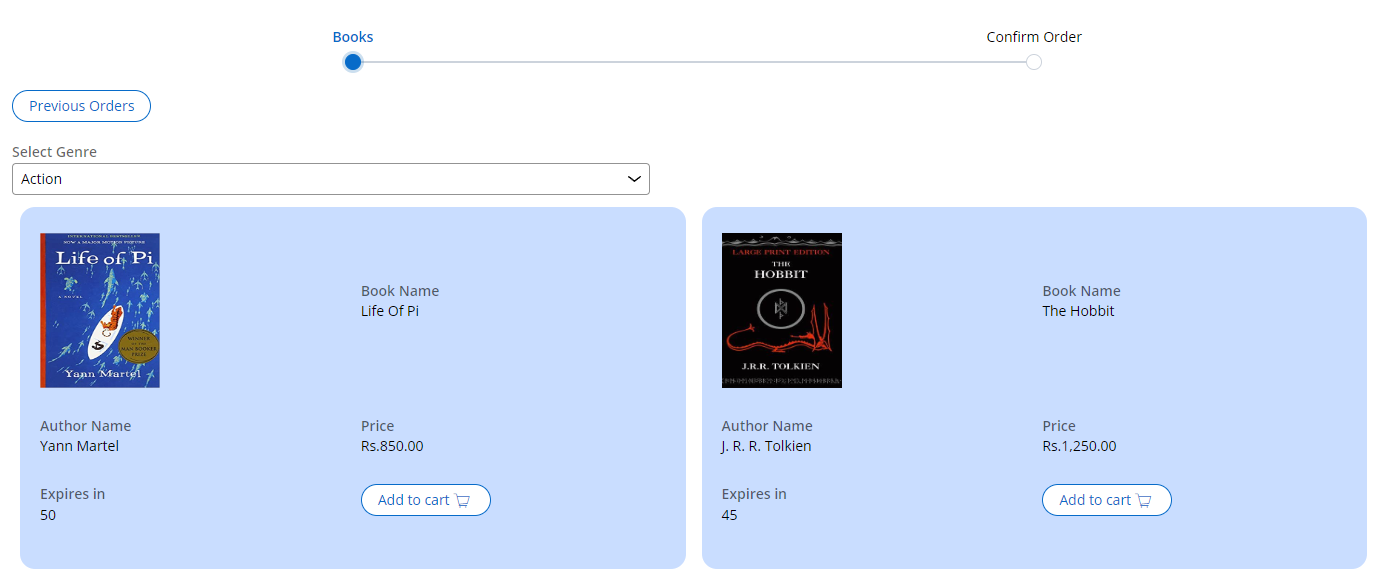 Books
Confirm Order
Previous Orders
Select Genre
Action
INTERNATIONAL BESTSELLER
NOW A MAJOR MOTION PICTURE
Life of Pi
A NOVEL
WINNER
OF THE
MAN BOOKER
PRIZE
Yann Martel
Book Name
Life Of Pi
Author Name
Yann Martel
Price
Rs.850.00
Expires in
50
Add to cart
LARGE PRINT EDITION
THE
HOBBIT
J.R.R. TOLKIEN
Book Name
The Hobbit
Author Name
J. R. R. Tolkien
Price
Rs.1,250.00
Expires in
45
Add to cart